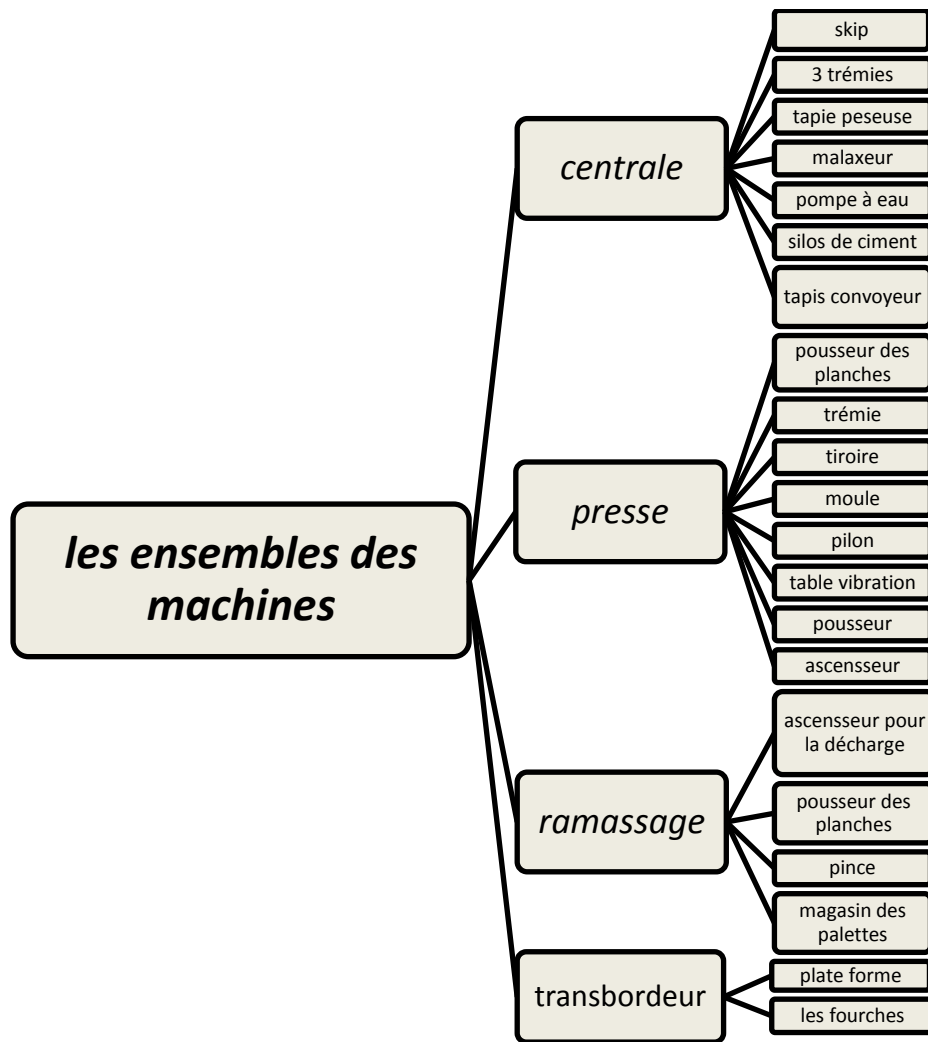 les ensembles des
machines
centrale
skip
3 trémies
tapie peseuse
malaxeur
pompe à eau
silos de ciment
tapis convoyeur
presse
pousseur des
planches
trémie
tiroire
moule
pilon
table vibration
pousseur
ascensseur
ramassage
ascensseur pour
la décharge
pousseur des
planches
pince
magasin des
palettes
transbordeur
plate forme
les fourches